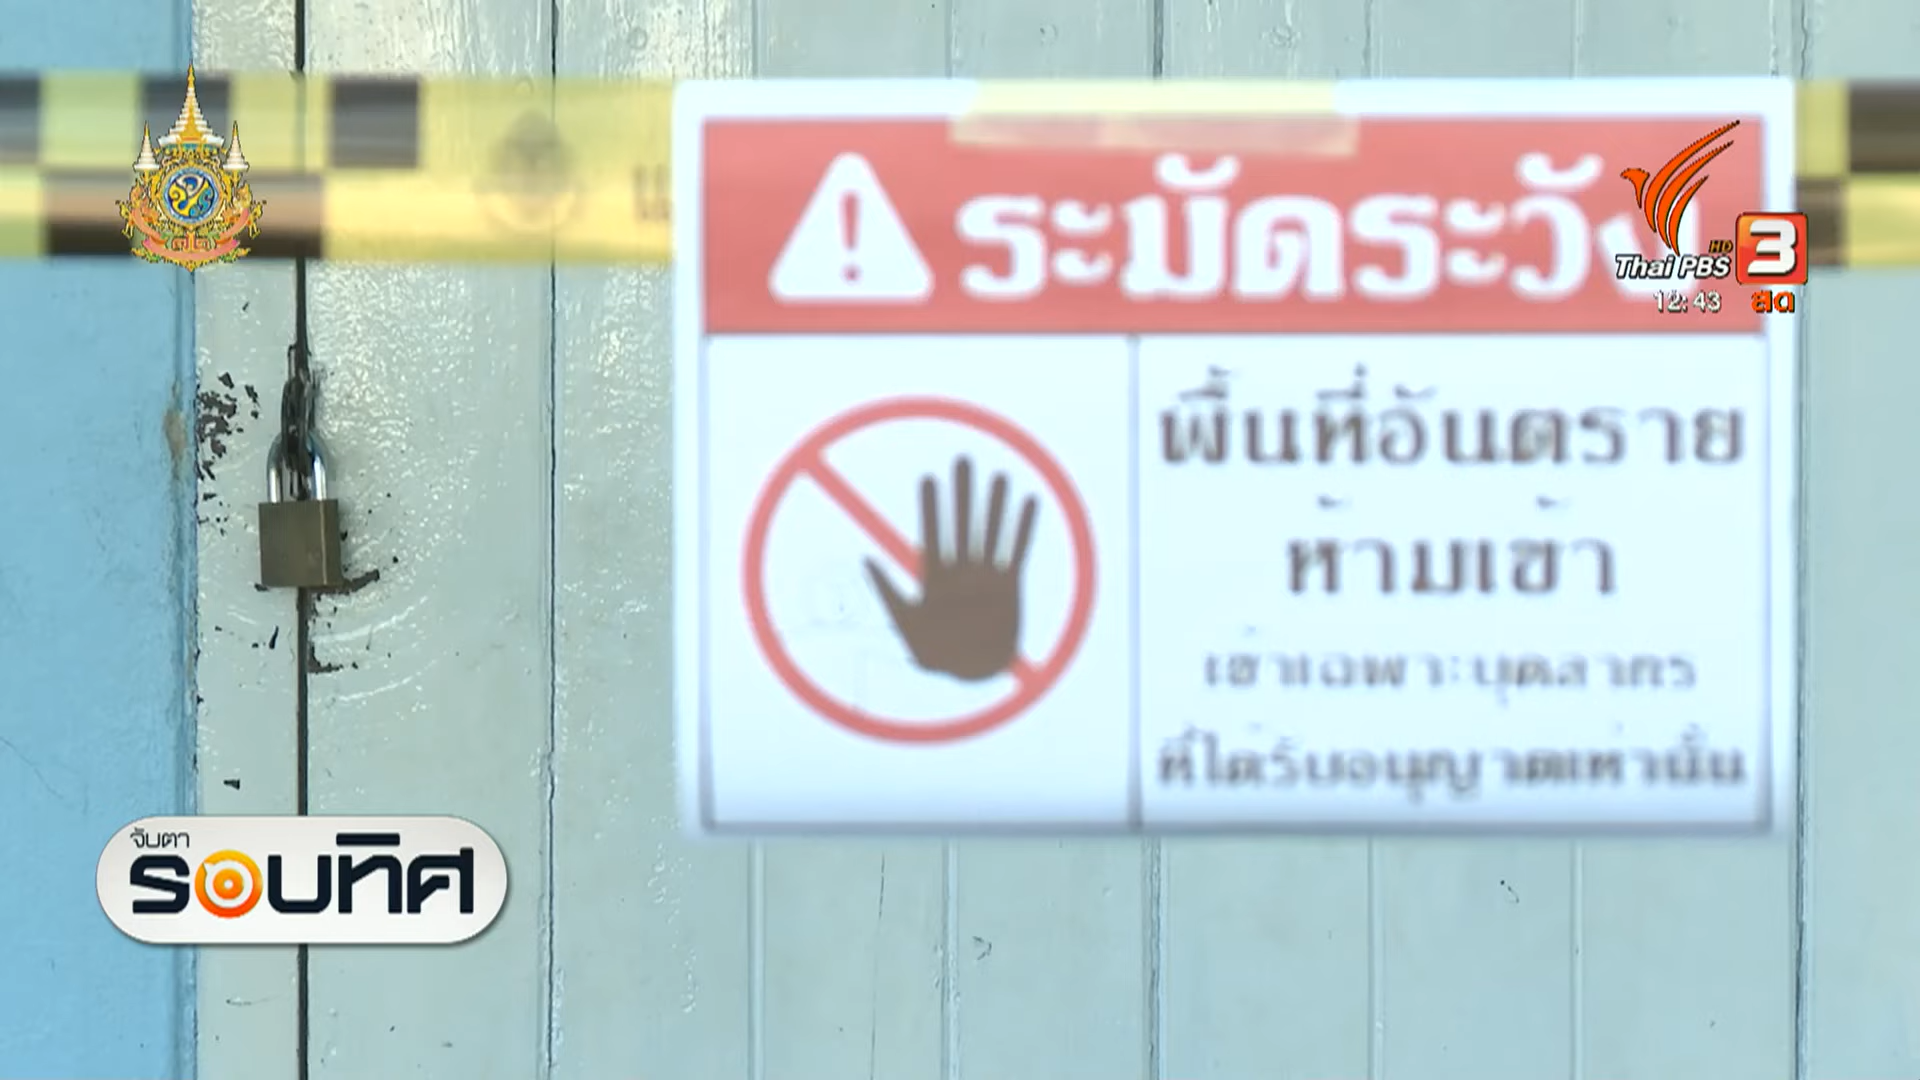 ระมัดระวัง
Thai PBS HD 3
12:43 สด
พื้นที่อันตราย
ห้ามเข้า
เข้าเฉพาะบุคลากร
ที่ได้รับอนุญาตเท่านั้น
จับตา
รอบทิศ